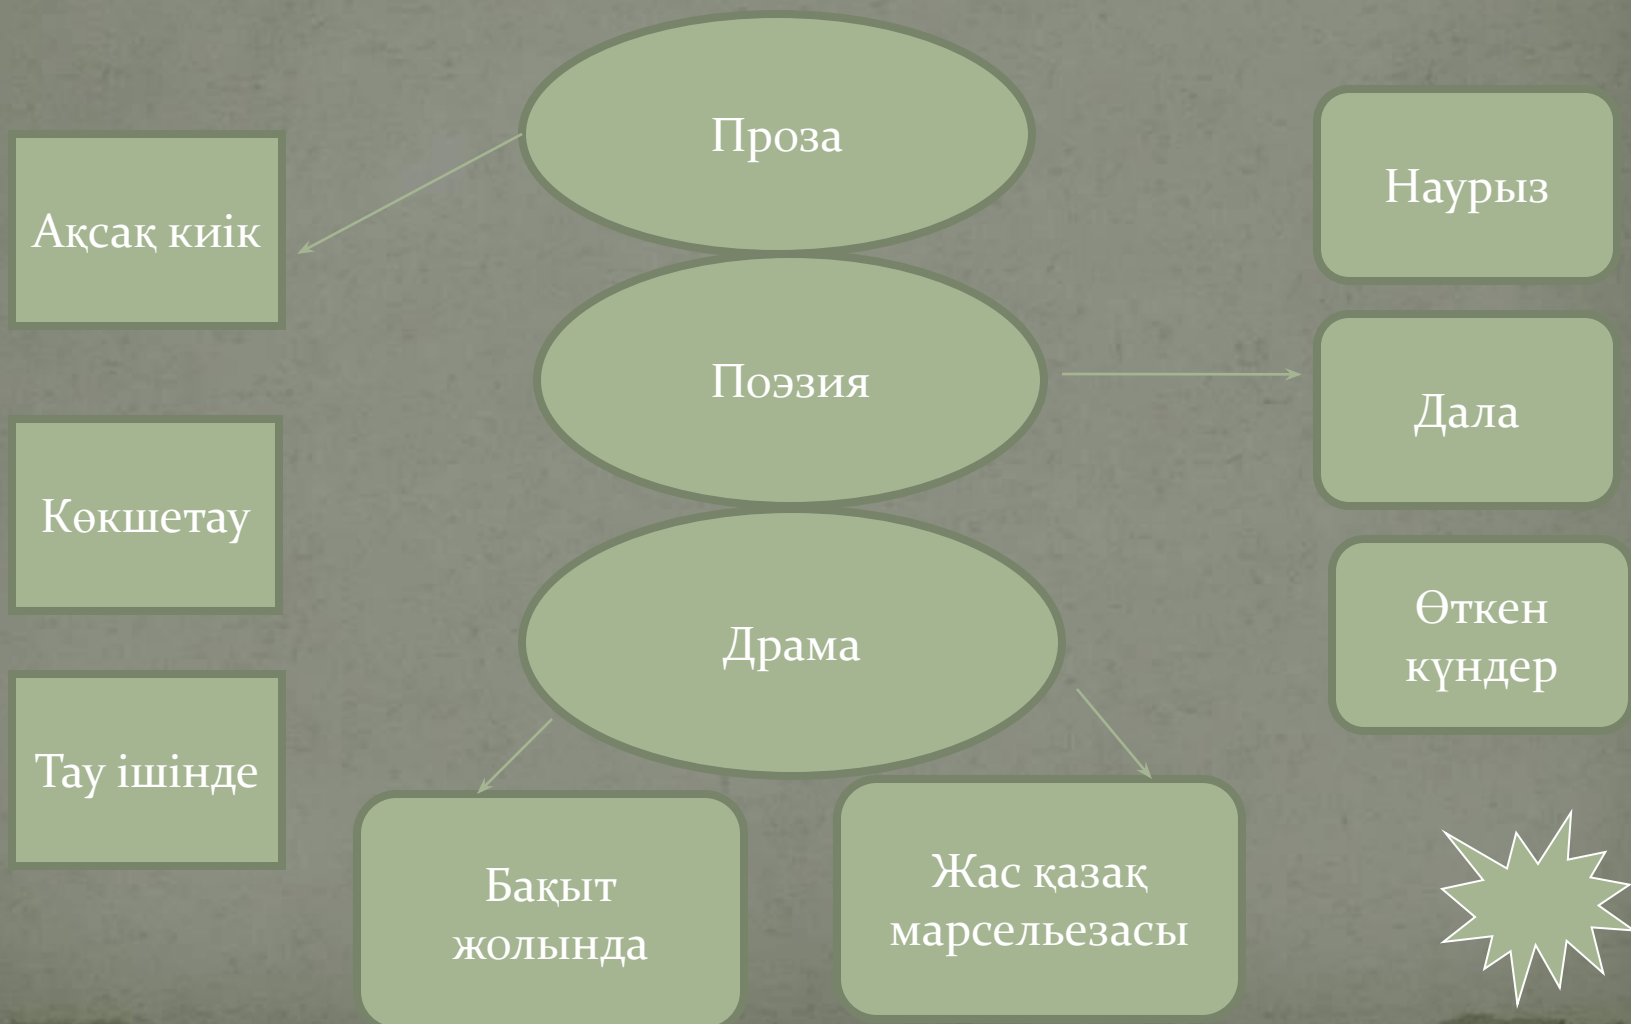 Проза
Поэзия
Драма
Ақсақ киік
Көкшетау
Тау ішінде
Наурыз
Дала
Өткен
күндер
Бақыт
жолында
Жас қазақ
марсельезасы